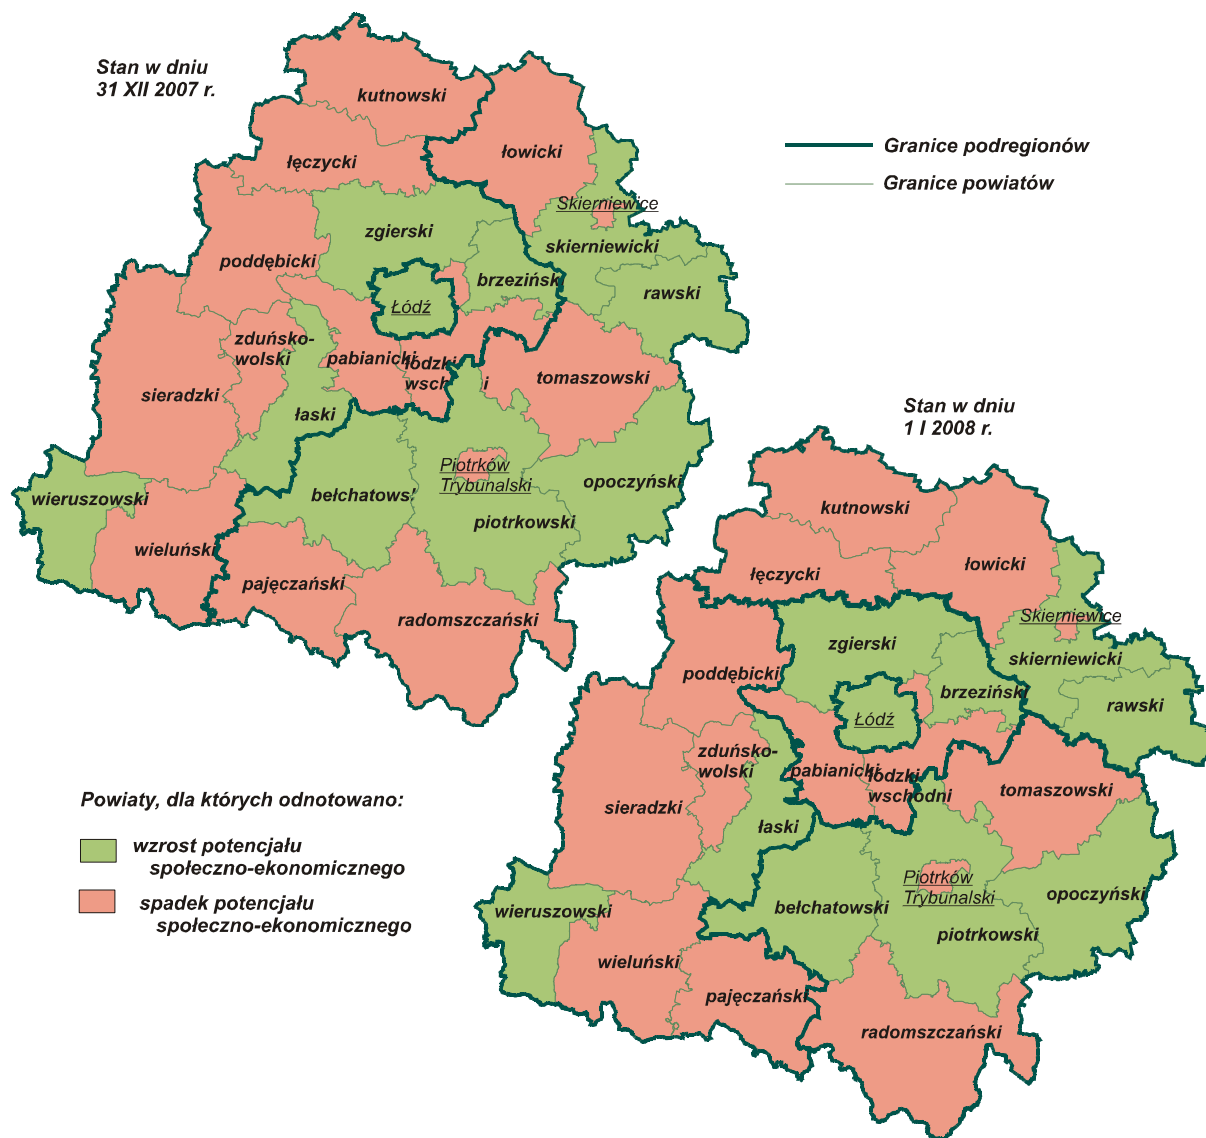 Stan w dniu
31 XII 2007 r.
kutnowski
łęczycki
łowicki
Skierniewice
zgierski
skierniewicki
poddębicki
brzezińsk
rawski
Łódź
zduńsko-
wolski
pabianicki
łódzki
wsch i
tomaszowski
sieradzki
łaski
Piotrków
Trybunalski
opoczyński
wieruszowski
bełchatows
piotrkowski
wieluński
pajęczański
radomszczański
Granice podregionów
Granice powiatów
Stan w dniu
1 I 2008 r.
kutnowski
łowicki
łęczycki
Skierniewice
zgierski
skierniewicki
poddębicki
brzeziński
rawski
Łódź
zduńsko-
wolski
pabianicki
łódzki
wschodni
tomaszowski
sieradzki
łaski
Piotrków
Trybunalski
opoczyński
wieruszowski
bełchatowski
piotrkowski
wieluński
pajęczański
radomszczański
Powiaty, dla których odnotowano:
wzrost potencjału
społeczno-ekonomicznego
spadek potencjału
społeczno-ekonomicznego